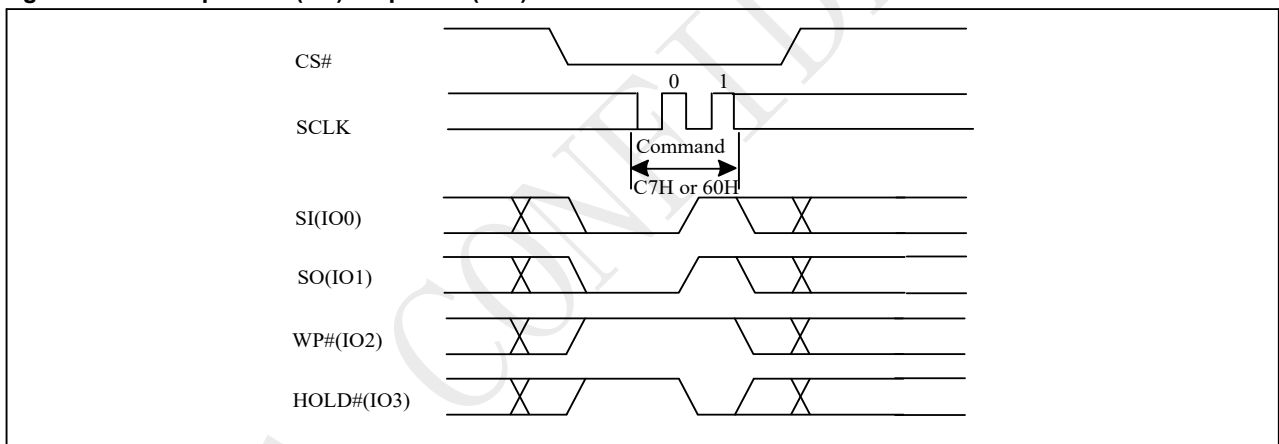 CS#
0 1
SCLK
Command
C7H or 60H
SI(IO0)
SO(IO1)
WP#(IO2)
HOLD#(IO3)